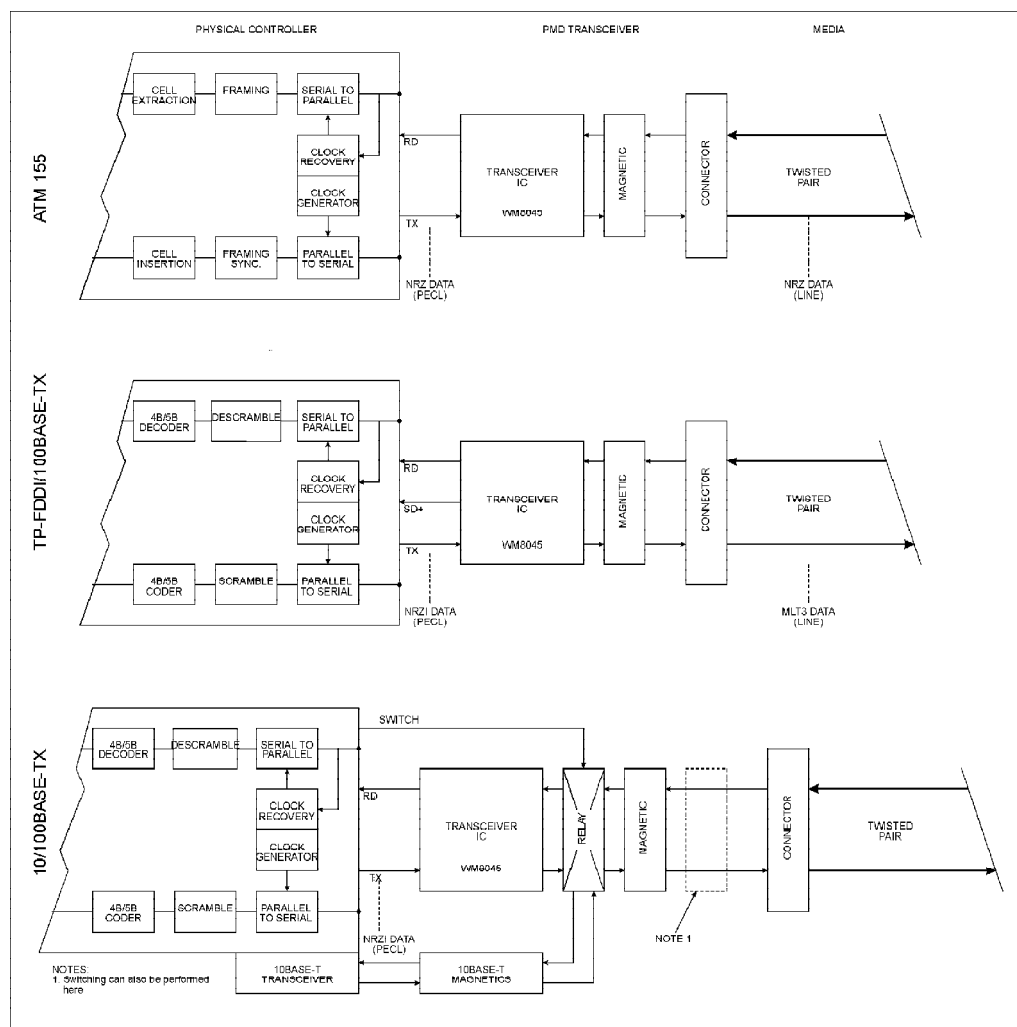 PHYSICAL CONTROLLER
PMD TRANSCEIVER
MEDIA
ATM 155
CELL
EXTRACTION
FRAMING
SERIAL TO
PARALLEL
CLOCK
RECOVERY
CLOCK
GENERATOR
CELL
INSERTION
FRAMING
SYNC.
PARALLEL
TO SERIAL
RD
TX
NRZ DATA
(PECL)
TRANSCEIVER
IC
WM8045
MAGNETIC
CONNECTOR
TWISTED
PAIR
NRZ DATA
(LINE)
TP-FDDI/100BASE-TX
4B/5B
DECODER
DESCRAMBLE
SERIAL TO
PARALLEL
CLOCK
RECOVERY
CLOCK
GENERATOR
4B/5B
CODER
SCRAMBLE
PARALLEL
TO SERIAL
RD
SD+
TX
NRZI DATA
(PECL)
TRANSCEIVER
IC
WM8045
MAGNETIC
CONNECTOR
TWISTED
PAIR
MLT3 DATA
(LINE)
10/100BASE-TX
4B/5B
DECODER
DESCRAMBLE
SERIAL TO
PARALLEL
CLOCK
RECOVERY
CLOCK
GENERATOR
4B/5B
CODER
SCRAMBLE
PARALLEL
TO SERIAL
SWITCH
RD
TX
NRZI DATA
(PECL)
TRANSCEIVER
IC
WM8045
RELAY
MAGNETIC
NOTE 1
CONNECTOR
TWISTED
PAIR
10BASE-T
TRANSCEIVER
10BASE-T
MAGNETICS
NOTES:
1. Switching can also be performed
here